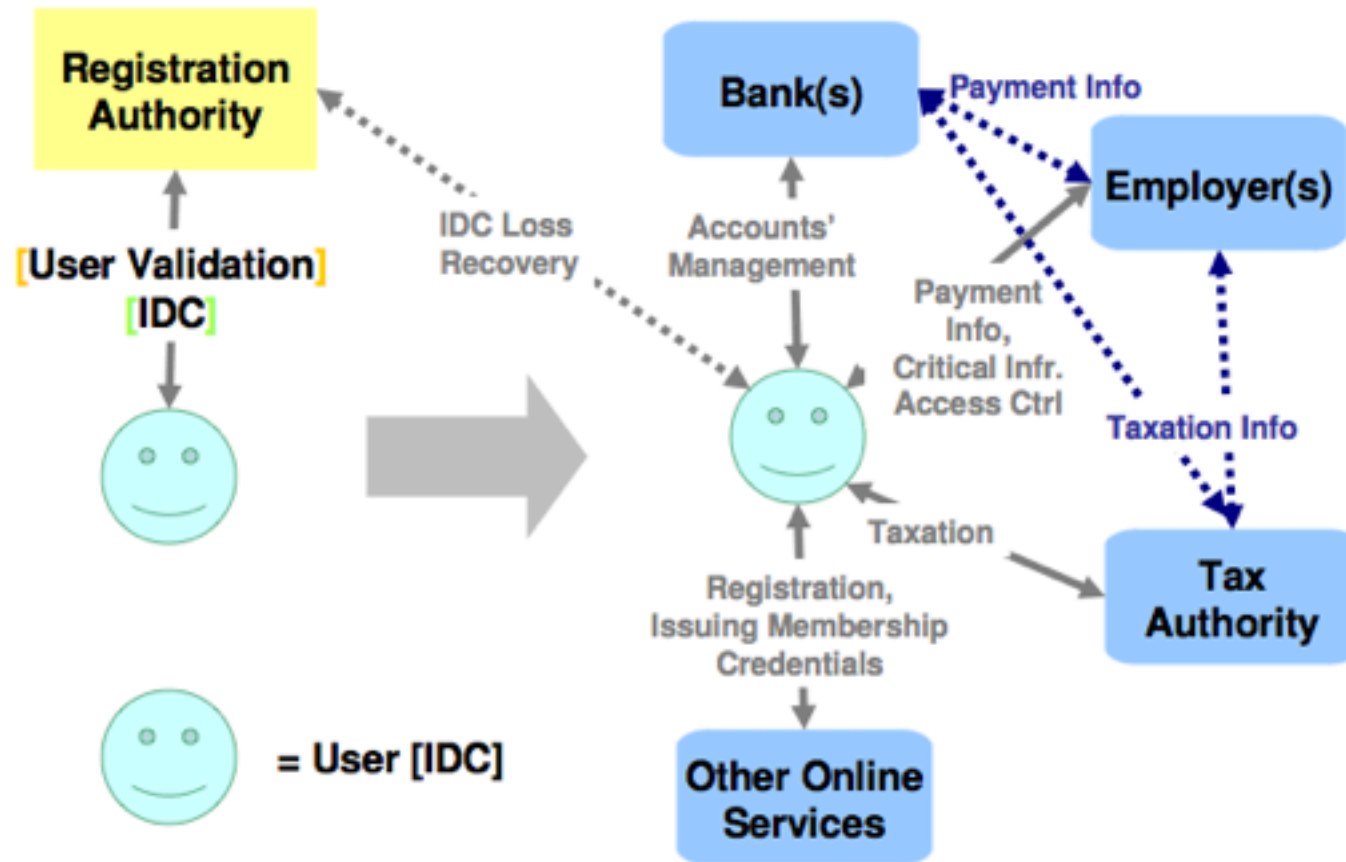 Registration
Authority
[User Validation]
[IDC]
= User [IDC]
IDC Loss
Recovery
Bank(s)
Payment Info
Employer(s)
Accounts'
Management
Payment
Info,
Critical Infr.
Access Ctrl
Taxation Info
Taxation
Tax
Authority
Registration,
Issuing Membership
Credentials
Other Online
Services